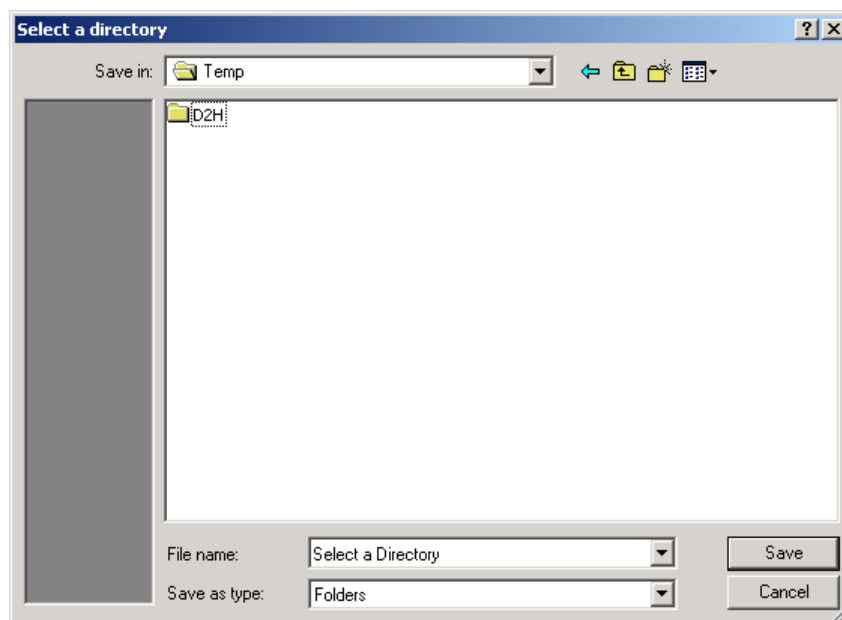 Select a directory
Save in: Temp
D2H
File name: Select a Directory Save
Save as type: Folders Cancel